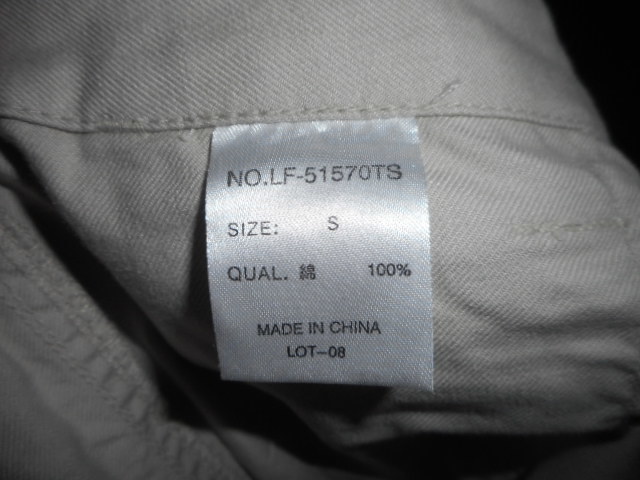 NO.LF-51570TS
SIZE: S
QUAL. 綿 100%
MADE IN CHINA
LOT-08